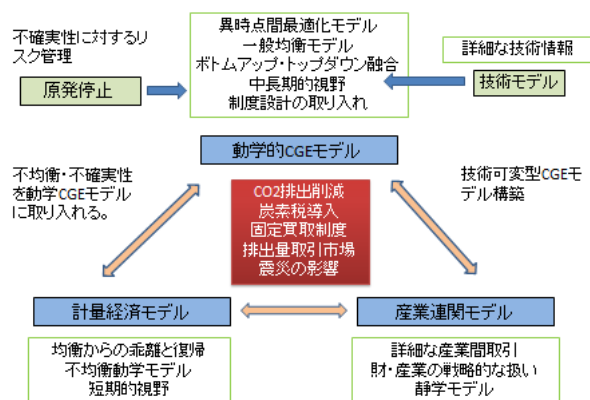 不確実性に対するリ
スク管理
原発停止
異時点間最適化モデル
一般均衡モデル
ボトムアップ・トップダウン融合
中長期的視野
制度設計の取り入れ
詳細な技術情報
技術モデル
動学的CGEモデル
不均衡・不確実性
を動学CGEモデル
に取り入れる。
CO2排出削減
炭素税導入
固定買取制度
排出量取引市場
震災の影響
技術可変型CGEモ
デル構築
計量経済モデル
産業連関モデル
均衡からの乖離と復帰
不均衡動学モデル
短期的視野
詳細な産業間取引
財・産業の戦略的な扱い
静学モデル